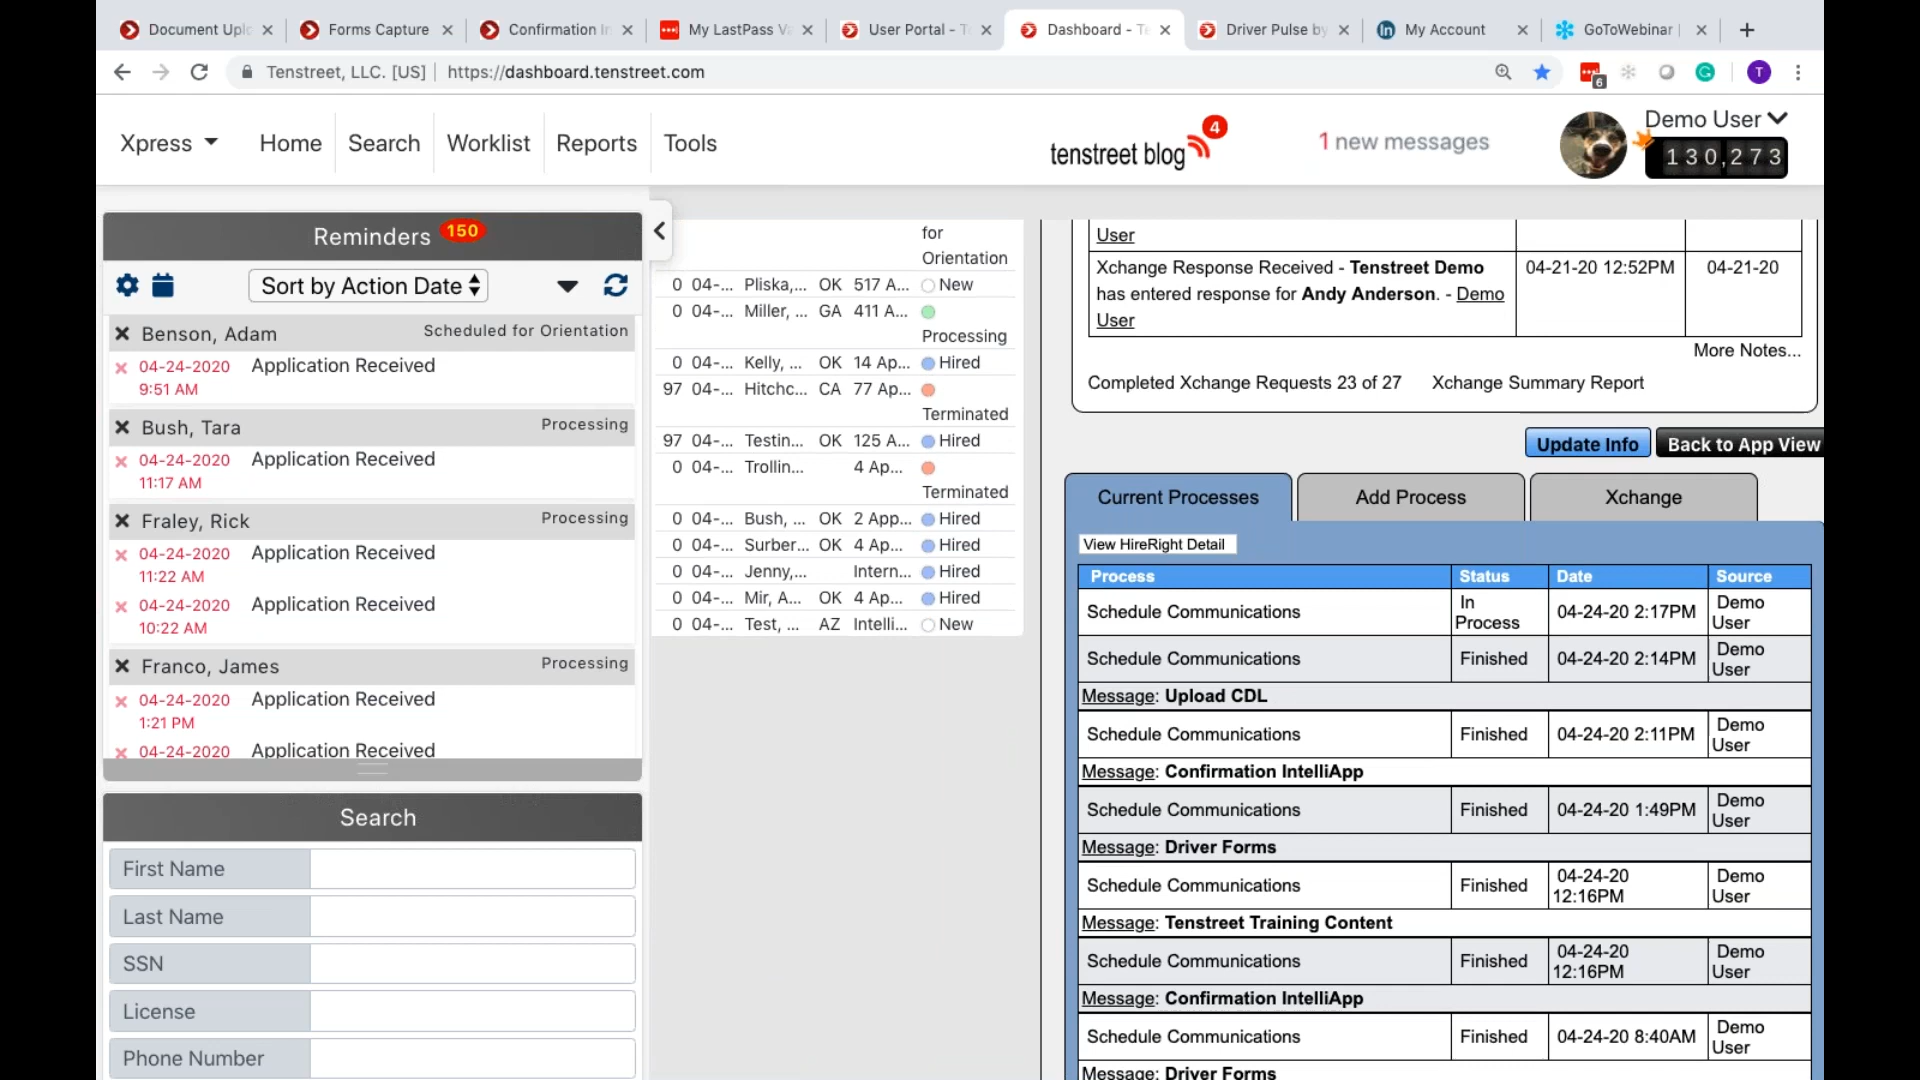 Document Uplo
Forms Capture
Confirmation In
My LastPass Va
User Portal - Te
Dashboard - Te
Driver Pulse by
My Account
GoToWebinar
Tenstreet, LLC. [US] | https://dashboard.tenstreet.com
6
T
Xpress
Home
Search
Worklist
Reports
Tools
tenstreet blog
4
1 new messages
Demo User
130,273
Reminders 150
Sort by Action Date
Benson, Adam Scheduled for Orientation
04-24-2020 Application Received
9:51 AM
Bush, Tara Processing
04-24-2020 Application Received
11:17 AM
Fraley, Rick Processing
04-24-2020 Application Received
11:22 AM
04-24-2020 Application Received
10:22 AM
Franco, James Processing
04-24-2020 Application Received
1:21 PM
04-24-2020 Application Received
Search
First Name
Last Name
SSN
License
Phone Number
for
Orientation
0 04-... Pliska,... OK 517 A... New
0 04-... Miller, ... GA 411 A...
Processing
0 04-... Kelly, ... OK 14 Ap... Hired
97 04-... Hitchc... CA 77 Ap...
Terminated
97 04-... Testin... OK 125 A... Hired
0 04-... Trollin... 4 Ap...
Terminated
0 04-... Bush, ... OK 2 App... Hired
0 04-... Surber... OK 4 Ap... Hired
0 04-... Jenny,... Intern... Hired
0 04-... Mir, A... OK 4 Ap... Hired
0 04-... Test, ... AZ Intelli... New
User
Xchange Response Received - Tenstreet Demo 04-21-20 12:52PM 04-21-20
has entered response for Andy Anderson. - Demo
User
More Notes...
Completed Xchange Requests 23 of 27 Xchange Summary Report
Update Info
Back to App View
Current Processes
Add Process
Xchange
View HireRight Detail
Process Status Date Source
Schedule Communications In Process 04-24-20 2:17PM Demo User
Schedule Communications Finished 04-24-20 2:14PM Demo User
Message: Upload CDL
Schedule Communications Finished 04-24-20 2:11PM Demo User
Message: Confirmation IntelliApp
Schedule Communications Finished 04-24-20 1:49PM Demo User
Message: Driver Forms
Schedule Communications Finished 04-24-20 12:16PM Demo User
Message: Tenstreet Training Content
Schedule Communications Finished 04-24-20 12:16PM Demo User
Message: Confirmation IntelliApp
Schedule Communications Finished 04-24-20 8:40AM Demo User
Message: Driver Forms